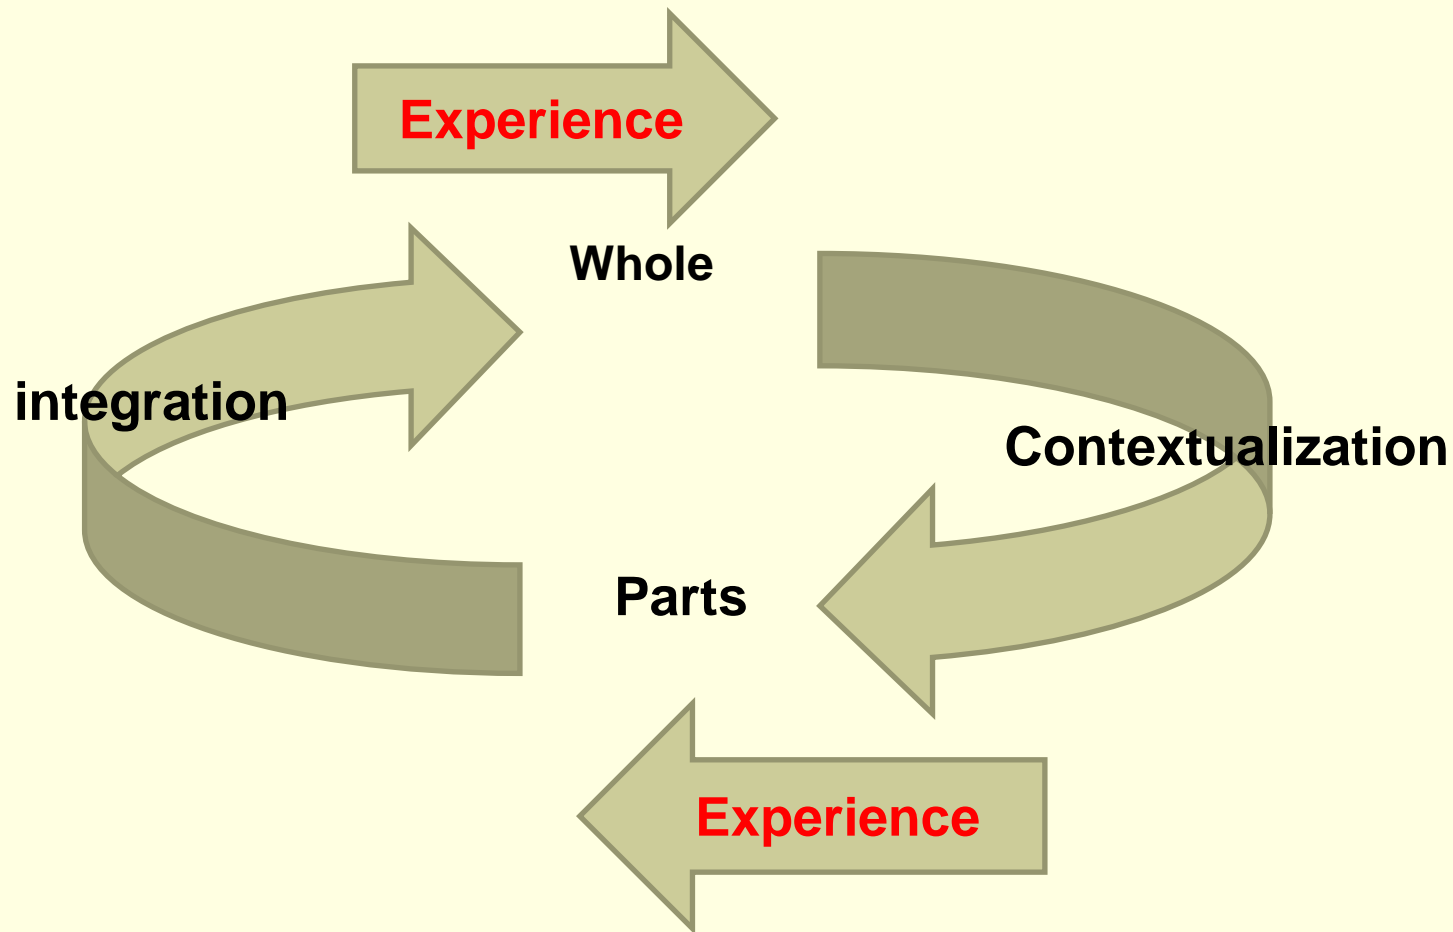 Experience
Whole
integration
Contextualization
Parts
Experience